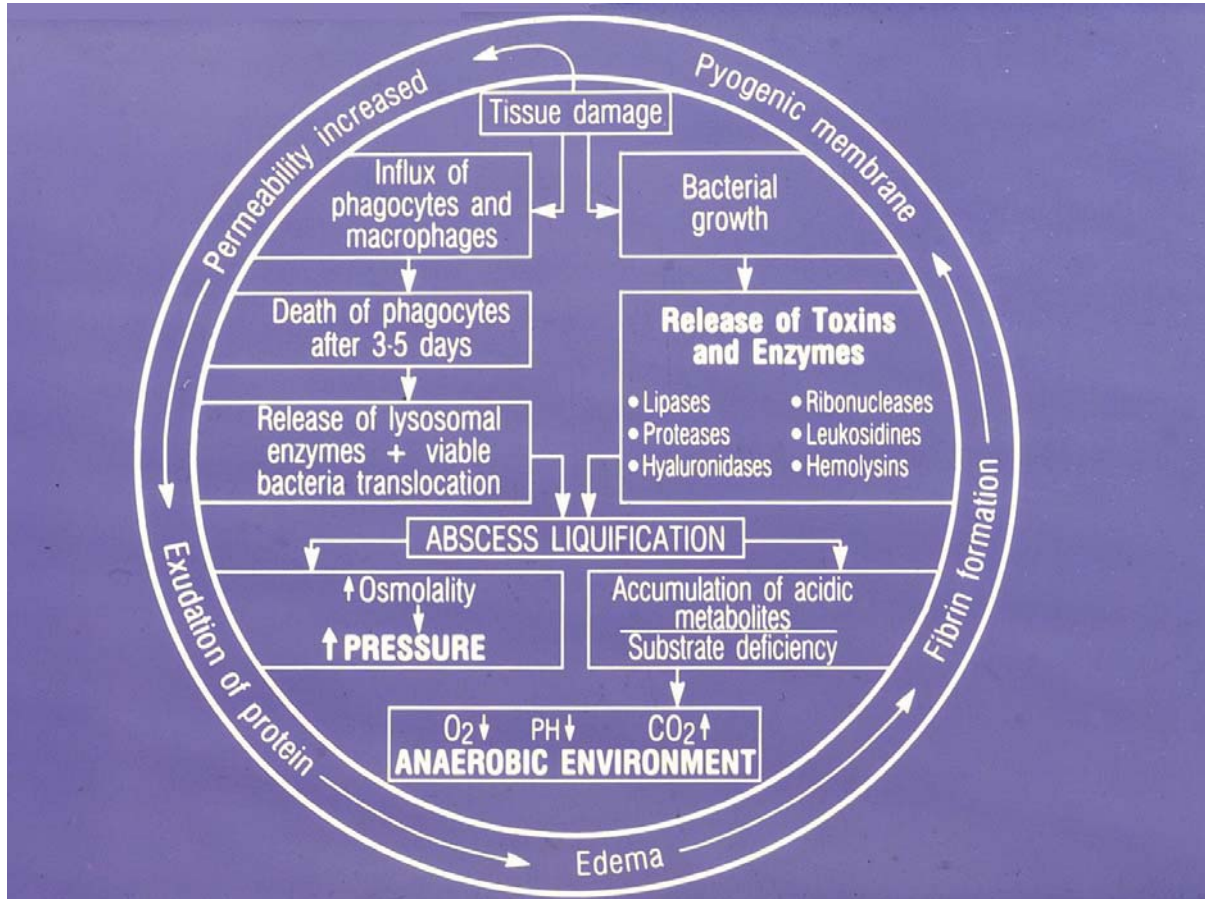 Tissue damage
Influx of
phagocytes and
macrophages
Death of phagocytes
after 3-5 days
Release of lysosomal
enzymes + viable
bacteria translocation
Bacterial
growth
Release of Toxins
and Enzymes
• Lipases
• Proteases
• Hyaluronidases
• Ribonucleases
• Leukosidines
• Hemolysins
ABSCESS LIQUIFICATION
↑ Osmolality
↑ PRESSURE
Accumulation of acidic
metabolites
Substrate deficiency
O₂↓ PH↓ CO₂↑
ANAEROBIC ENVIRONMENT
Permeability increased
Exudation of protein
Edema
Fibrin formation
Pyogenic membrane